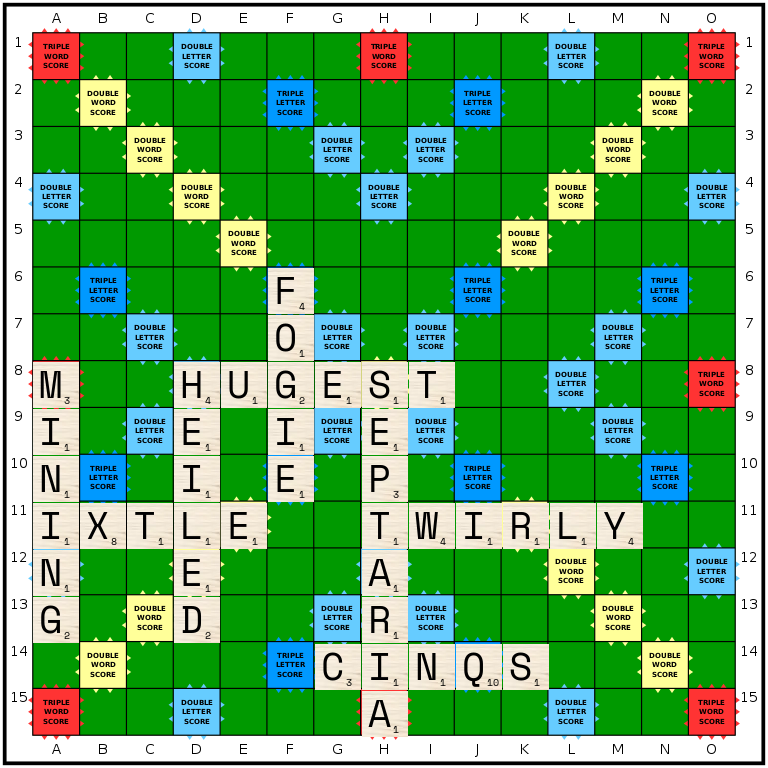 A B C D E F G H I J K L M N O
1 TRIPLE WORD SCORE DOUBLE LETTER SCORE TRIPLE WORD SCORE DOUBLE LETTER SCORE TRIPLE WORD SCORE 1
2 DOUBLE WORD SCORE TRIPLE LETTER SCORE TRIPLE LETTER SCORE DOUBLE WORD SCORE 2
3 DOUBLE WORD SCORE DOUBLE LETTER SCORE DOUBLE LETTER SCORE DOUBLE WORD SCORE 3
4 DOUBLE LETTER SCORE DOUBLE WORD SCORE DOUBLE LETTER SCORE DOUBLE WORD SCORE DOUBLE LETTER SCORE 4
5 DOUBLE WORD SCORE DOUBLE WORD SCORE 5
6 TRIPLE LETTER SCORE F4 TRIPLE LETTER SCORE TRIPLE LETTER SCORE 6
7 DOUBLE LETTER SCORE O1 DOUBLE LETTER SCORE DOUBLE LETTER SCORE DOUBLE LETTER SCORE 7
8 M3 H4 U1 G2 E1 S1 T1 DOUBLE LETTER SCORE TRIPLE WORD SCORE 8
9 I1 DOUBLE LETTER SCORE E1 I1 DOUBLE LETTER SCORE E1 DOUBLE LETTER SCORE DOUBLE LETTER SCORE 9
10 N1 TRIPLE LETTER SCORE I1 E1 P3 TRIPLE LETTER SCORE TRIPLE LETTER SCORE 10
11 I1 X8 T1 L1 E1 T1 W4 I1 R1 L1 Y4 11
12 N1 E1 A1 DOUBLE WORD SCORE DOUBLE LETTER SCORE 12
13 G2 DOUBLE WORD SCORE D2 DOUBLE LETTER SCORE R1 DOUBLE LETTER SCORE DOUBLE WORD SCORE 13
14 DOUBLE WORD SCORE TRIPLE LETTER SCORE C3 I1 N1 Q10 S1 DOUBLE WORD SCORE 14
15 TRIPLE WORD SCORE DOUBLE LETTER SCORE A1 DOUBLE LETTER SCORE TRIPLE WORD SCORE 15
A B C D E F G H I J K L M N O